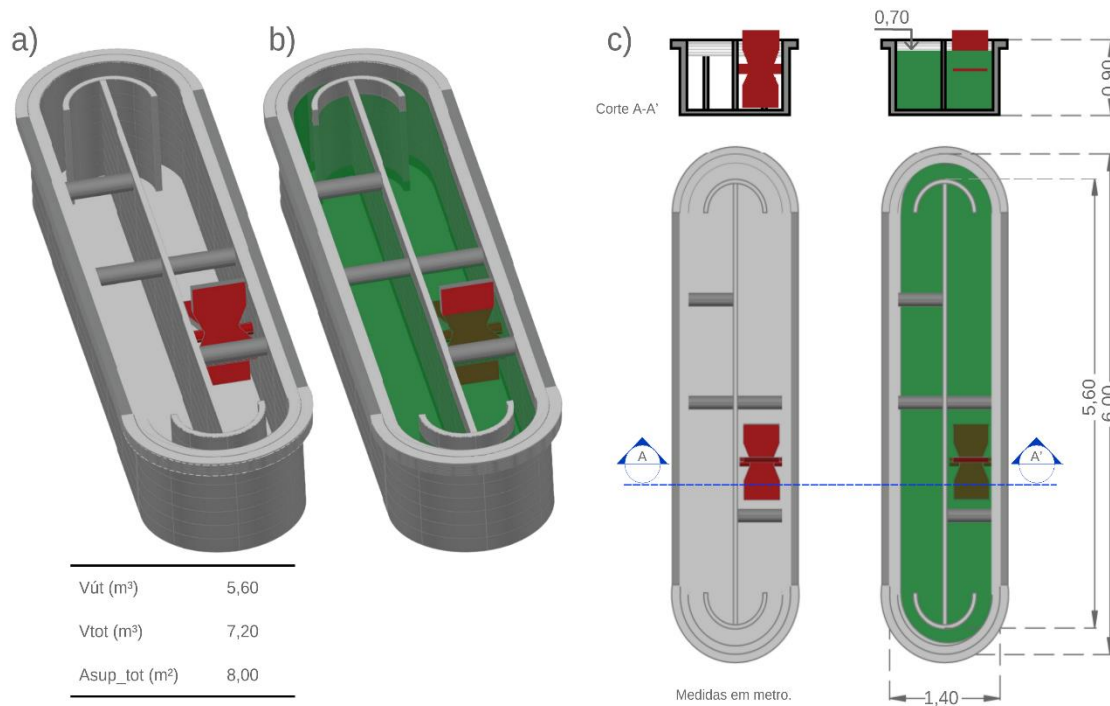 a)
b)
c)
0,70
0,90
Corte A-A'
5,60
6,00
A
A'
Vút (m³) 5,60
Vtot (m³) 7,20
Asup_tot (m²) 8,00
Medidas em metro.
1,40